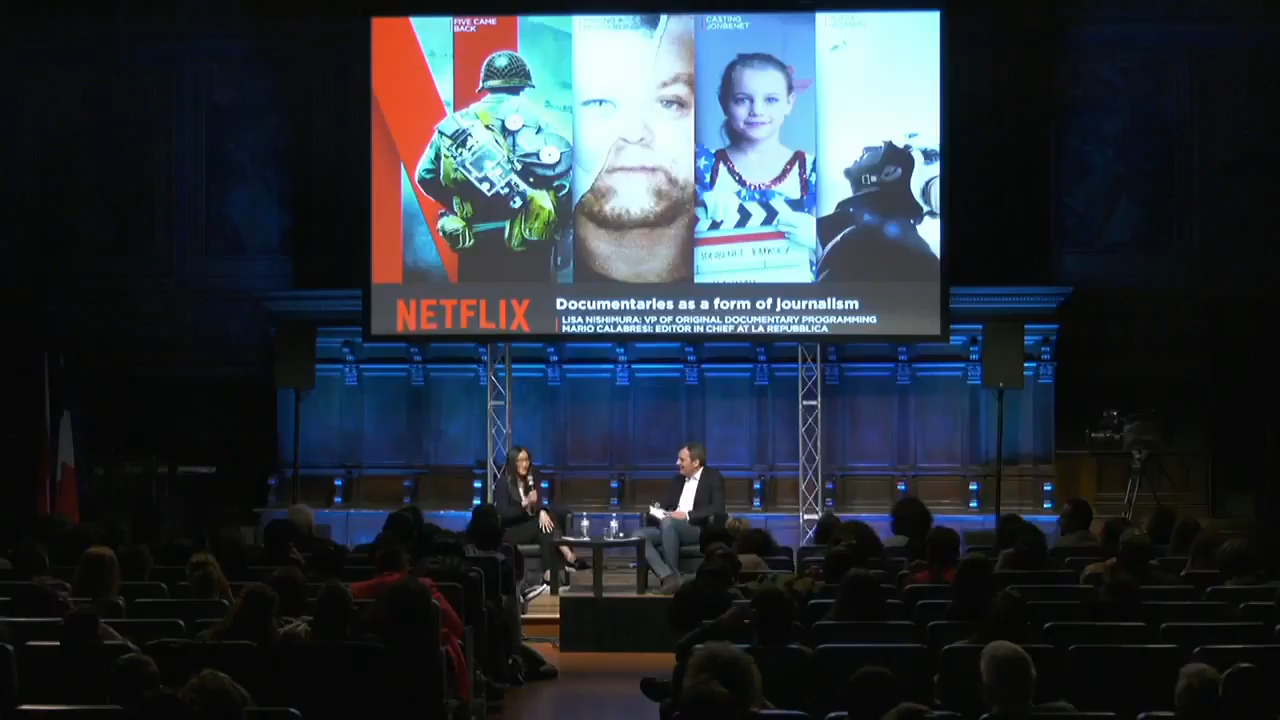 FIVE CAME
BACK
CASTING
JONBENET
NETFLIX
Documentaries as a form of journalism
LISA NISHIMURA: VP OF ORIGINAL DOCUMENTARY PROGRAMMING
MARIO CALABRESI: EDITOR IN CHIEF AT LA REPUBBLICA